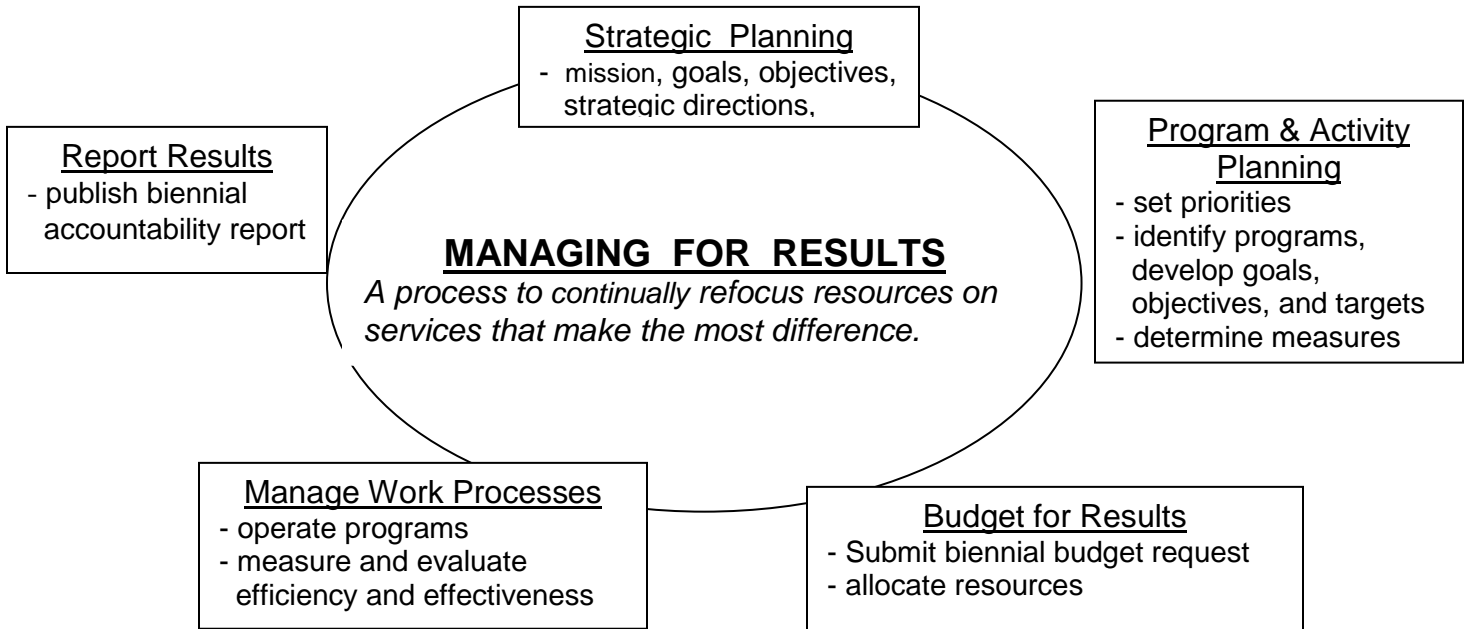 Strategic Planning
- mission, goals, objectives,
strategic directions,
Program & Activity
Planning
- set priorities
- identify programs,
develop goals,
objectives, and targets
- determine measures
Report Results
- publish biennial
accountability report
MANAGING FOR RESULTS
A process to continually refocus resources on
services that make the most difference.
Manage Work Processes
- operate programs
- measure and evaluate
efficiency and effectiveness
Budget for Results
- Submit biennial budget request
- allocate resources